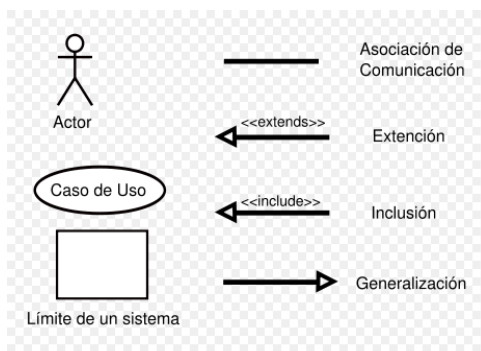 Actor
Caso de Uso
Límite de un sistema
Asociación de
Comunicación
<<extends>>
Extención
<<include>>
Inclusión
Generalización